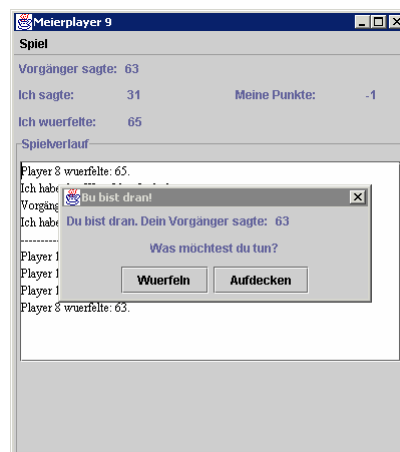 Meierplayer 9
Spiel
Vorgänger sagte: 63
Ich sagte: 31 Meine Punkte: -1
Ich wuerfelte: 65
Spielverlauf
Player 8 wuerfelte: 65.
Ich habe
Bu bist dran!
Du bist dran. Dein Vorgänger sagte: 63
Was möchtest du tun?
Wuerfeln Aufdecken
Ich habe
Player 1
Player 1
Player 1
Player 8 wuerfelte: 63.